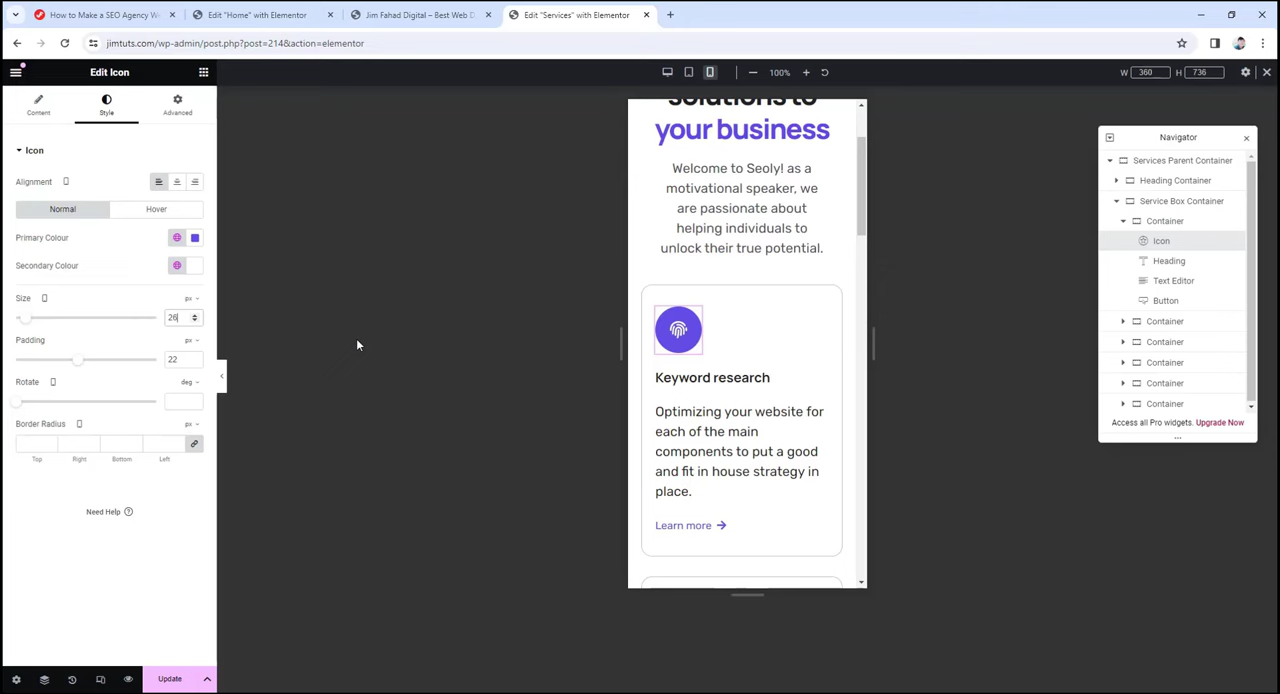 How to Make a SEO Agency W
Edit "Home" with Elementor
Jim Fahad Digital – Best Web D
Edit "Services" with Elementor
jimtuts.com/wp-admin/post.php?post=214&action=elementor
Edit Icon
100%
W 360 H 736
Content
Style
Advanced
Icon
Alignment
Normal
Hover
Primary Colour
Secondary Colour
Size
px
26
Padding
px
22
Rotate
deg
Border Radius
px
Top
Right
Bottom
Left
Need Help
Update
solutions to
your business
Welcome to Seoly! as a
motivational speaker, we
are passionate about
helping individuals to
unlock their true potential.
Keyword research
Optimizing your website for
each of the main
components to put a good
and fit in house strategy in
place.
Learn more
Navigator
Services Parent Container
Heading Container
Service Box Container
Container
Icon
Heading
Text Editor
Button
Container
Container
Container
Container
Container
Access all Pro widgets. Upgrade Now